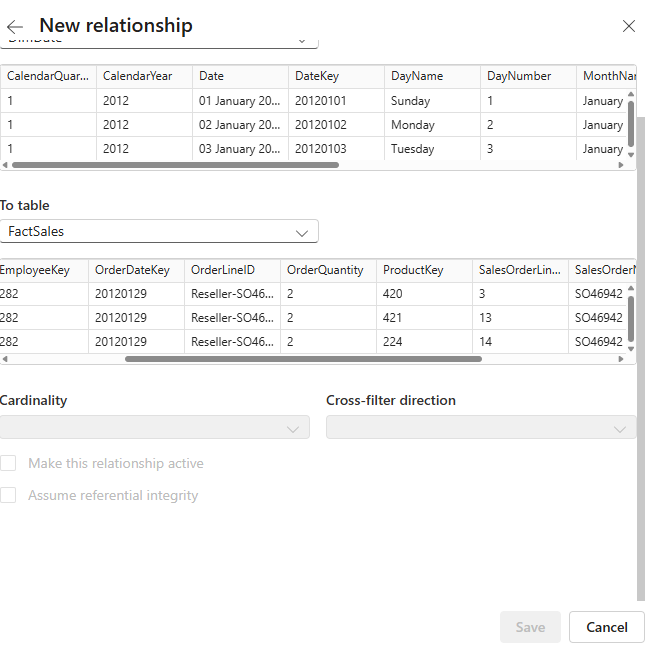 New relationship
DimDate
CalendarQuar... CalendarYear Date DateKey DayName DayNumber MonthNar
1 2012 01 January 20... 20120101 Sunday 1 January
1 2012 02 January 20... 20120102 Monday 2 January
1 2012 03 January 20... 20120103 Tuesday 3 January
To table
FactSales
EmployeeKey OrderDateKey OrderLineID OrderQuantity ProductKey SalesOrderLin... SalesOrderN
282 20120129 Reseller-SO46... 2 420 3 SO46942
282 20120129 Reseller-SO46... 2 421 13 SO46942
282 20120129 Reseller-SO46... 2 224 14 SO46942
Cardinality Cross-filter direction
Make this relationship active
Assume referential integrity
Save Cancel